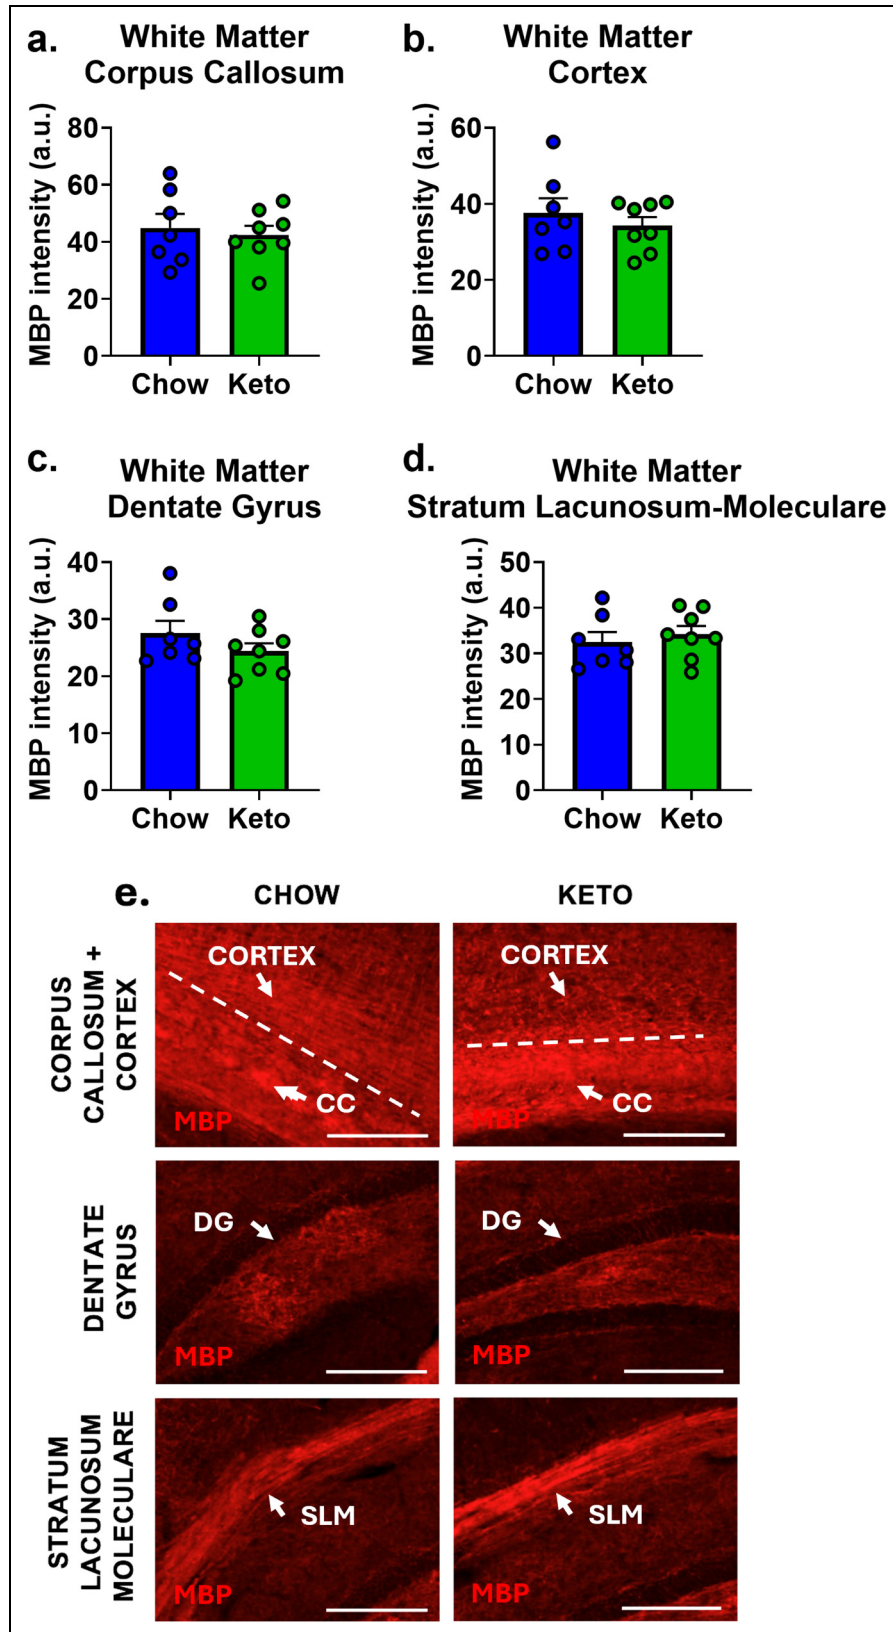 a.
White Matter
Corpus Callosum
MBP intensity (a.u.)
80
60
40
20
0
Chow
Keto
b.
White Matter
Cortex
MBP intensity (a.u.)
60
40
20
0
Chow
Keto
c.
White Matter
Dentate Gyrus
MBP intensity (a.u.)
40
30
20
10
0
Chow
Keto
d.
White Matter
Stratum Lacunosum-Moleculare
MBP intensity (a.u.)
50
40
30
20
10
0
Chow
Keto
e.
CHOW
KETO
CORPUS
CALLOSUM +
CORTEX
CORTEX
CC
MBP
CORTEX
CC
MBP
DENTATE
GYRUS
DG
MBP
DG
MBP
STRATUM
LACUNOSUM
MOLECULARE
SLM
MBP
SLM
MBP